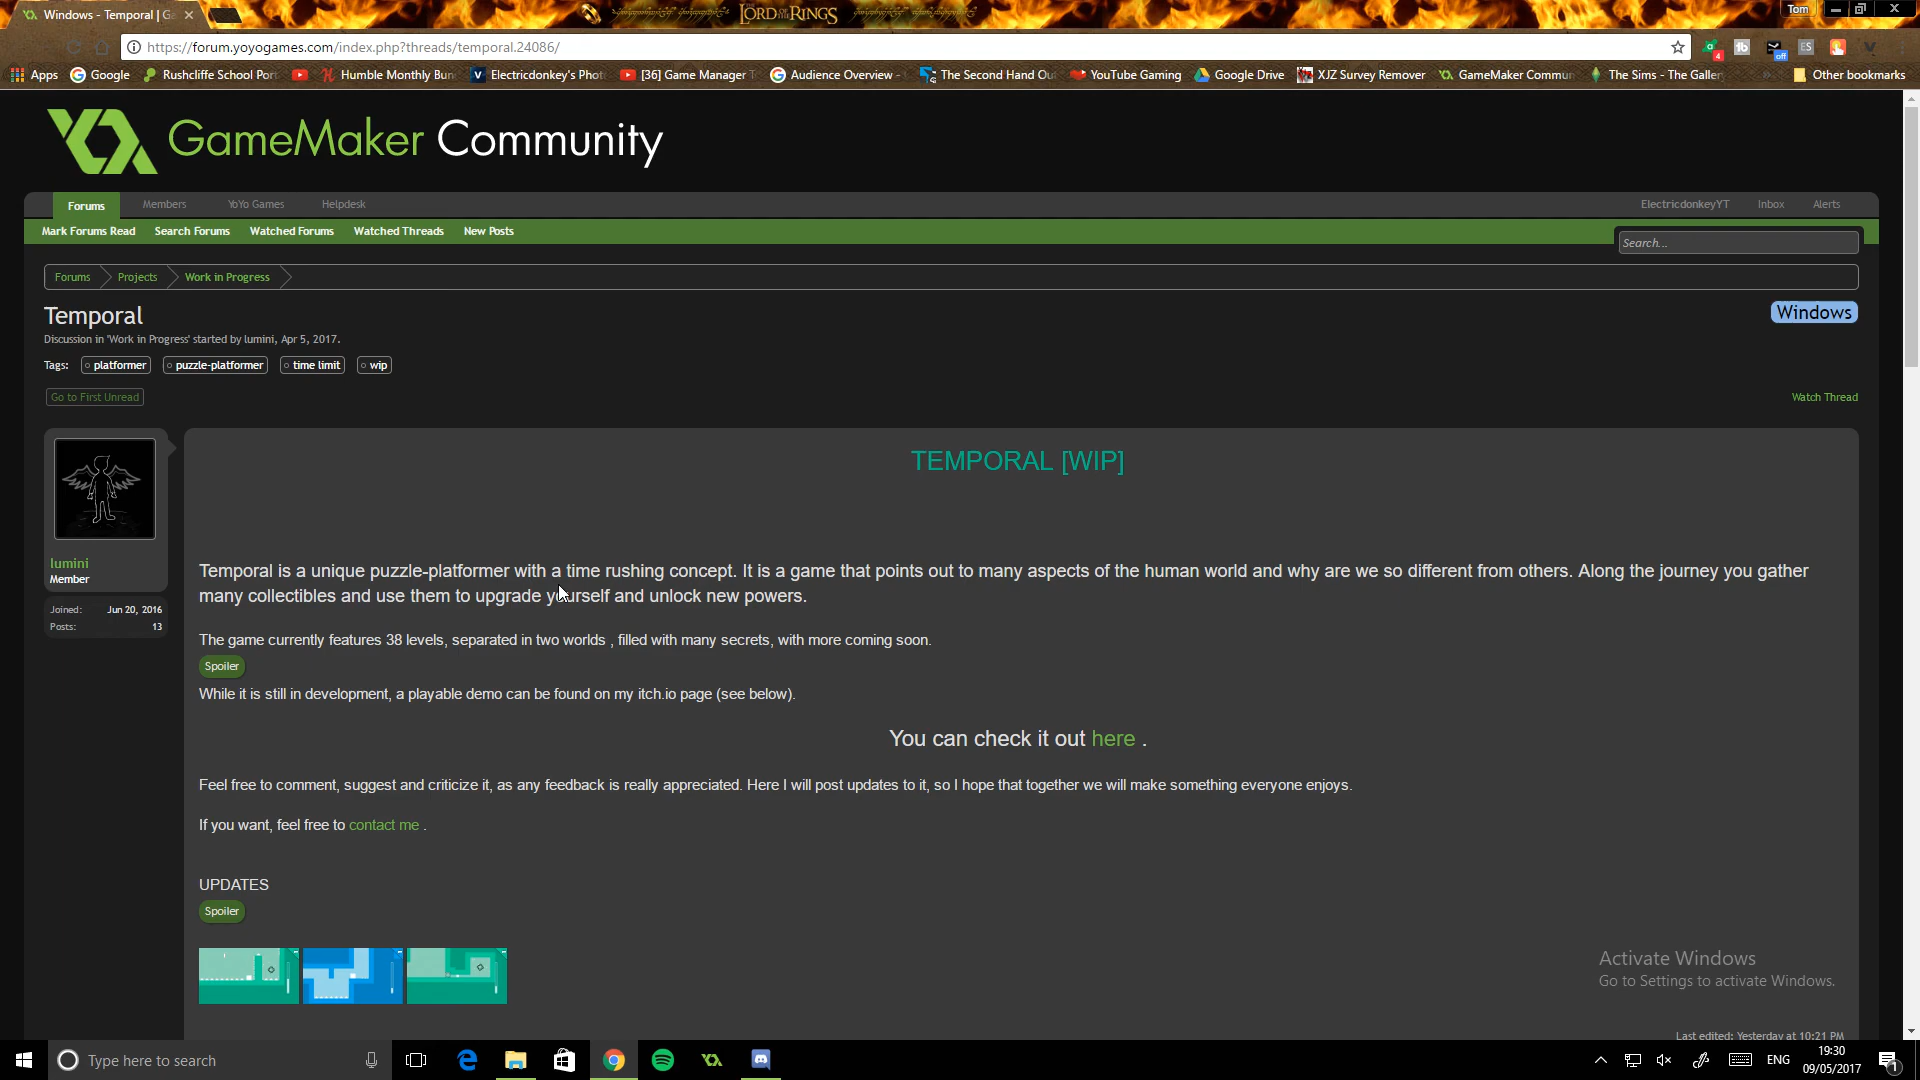 Windows - Temporal | Ga
THE LORD OF THE RINGS
Tom
https://forum.yoyogames.com/index.php?threads/temporal.24086/
Apps Google Rushcliffe School Por Humble Monthly Bun Electricdonkey's Phot [36] Game Manager T Audience Overview - The Second Hand Ou YouTube Gaming Google Drive XJZ Survey Remover GameMaker Commun The Sims - The Galler Other bookmarks
GameMaker Community
Forums Members YoYo Games Helpdesk ElectricdonkeyYT Inbox Alerts
Mark Forums Read Search Forums Watched Forums Watched Threads New Posts
Search...
Forums Projects Work in Progress
Temporal Windows
Discussion in 'Work in Progress' started by lumini, Apr 5, 2017.
Tags: platformer puzzle-platformer time limit wip
Go to First Unread Watch Thread
TEMPORAL [WIP]
lumini
Member
Joined: Jun 20, 2016
Posts: 13
Temporal is a unique puzzle-platformer with a time rushing concept. It is a game that points out to many aspects of the human world and why are we so different from others. Along the journey you gather
many collectibles and use them to upgrade yourself and unlock new powers.
The game currently features 38 levels, separated in two worlds , filled with many secrets, with more coming soon.
Spoiler
While it is still in development, a playable demo can be found on my itch.io page (see below).
You can check it out here .
Feel free to comment, suggest and criticize it, as any feedback is really appreciated. Here I will post updates to it, so I hope that together we will make something everyone enjoys.
If you want, feel free to contact me .
UPDATES
Spoiler
Activate Windows
Go to Settings to activate Windows.
Last edited: Yesterday at 10:21 PM
Type here to search
ENG
19:30
09/05/2017